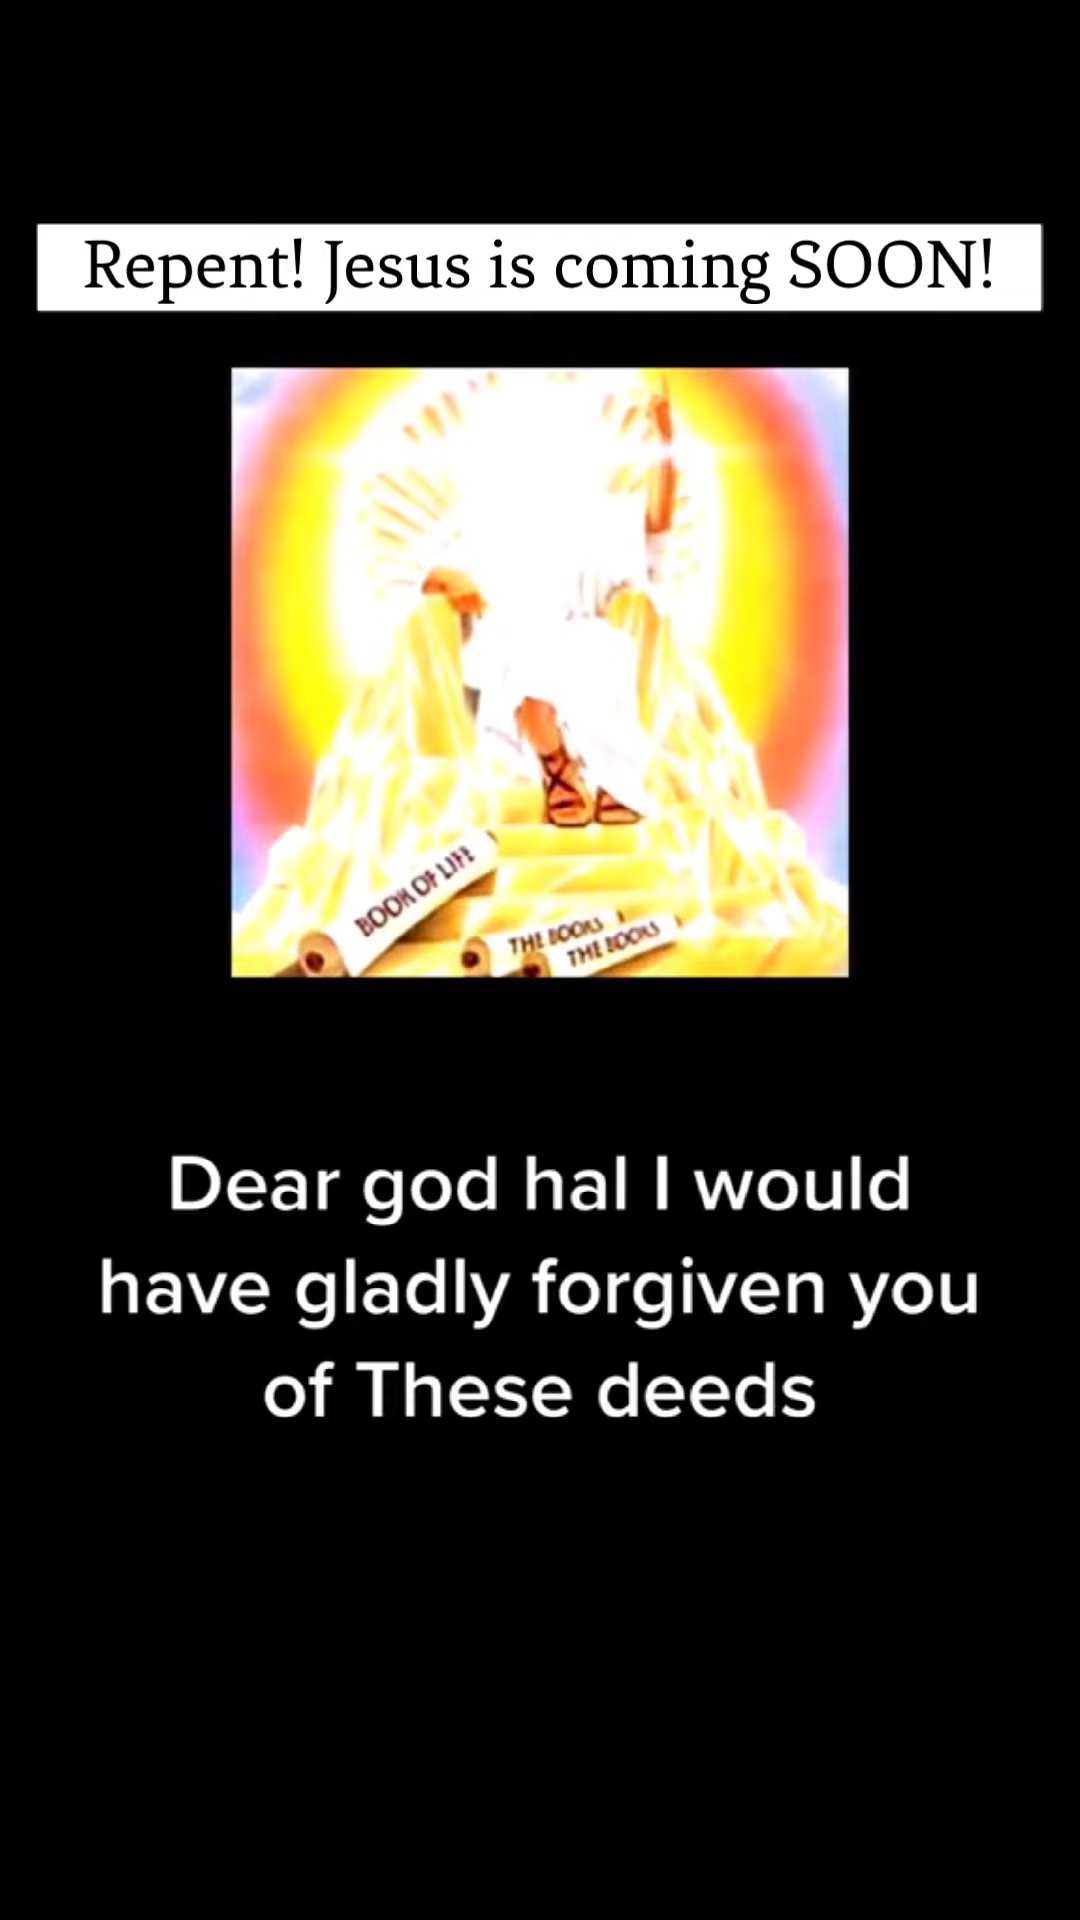 Repent! Jesus is coming SOON!
BOOK OF LIFE
THE BOOKS
THE BOOKS
Dear god hal I would
have gladly forgiven you
of These deeds